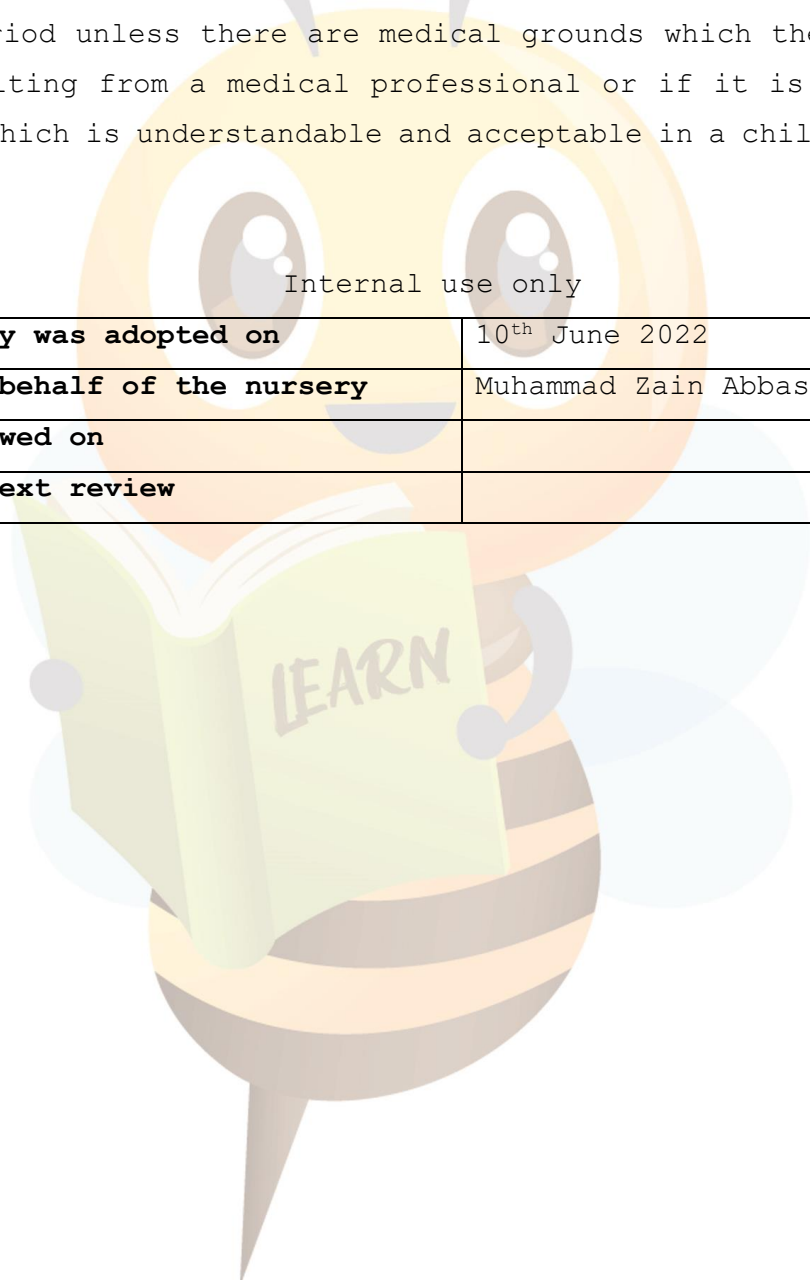 riod unless there are medical grounds which the
iting from a medical professional or if it is
hich is understandable and acceptable in a chil
Internal use only
y was adopted on 10th June 2022
behalf of the nursery Muhammad Zain Abbas
wed on
ext review
LEARN